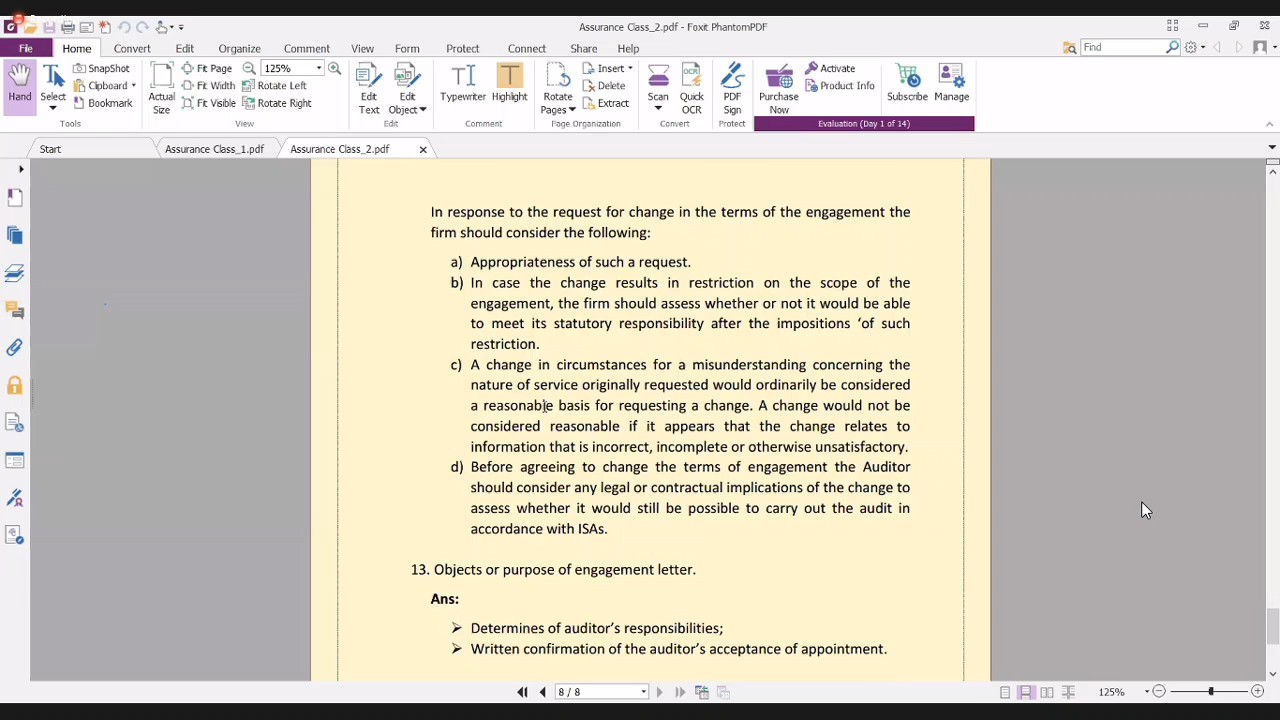 Assurance Class_2.pdf - Foxit PhantomPDF
File Home Convert Edit Organize Comment View Form Protect Connect Share Help Find
Hand Select SnapShot Clipboard Bookmark Actual Size Fit Page Fit Width Fit Visible 125% Rotate Left Rotate Right Edit Text Edit Object Typewriter Highlight Rotate Pages Insert Delete Extract Scan Quick OCR PDF Sign Purchase Now Activate Product Info Subscribe Manage
Tools View Edit Comment Page Organization Convert Protect Evaluation (Day 1 of 14)
Start Assurance Class_1.pdf Assurance Class_2.pdf
In response to the request for change in the terms of the engagement the
firm should consider the following:
a) Appropriateness of such a request.
b) In case the change results in restriction on the scope of the
engagement, the firm should assess whether or not it would be able
to meet its statutory responsibility after the impositions ‘of such
restriction.
c) A change in circumstances for a misunderstanding concerning the
nature of service originally requested would ordinarily be considered
a reasonable basis for requesting a change. A change would not be
considered reasonable if it appears that the change relates to
information that is incorrect, incomplete or otherwise unsatisfactory.
d) Before agreeing to change the terms of engagement the Auditor
should consider any legal or contractual implications of the change to
assess whether it would still be possible to carry out the audit in
accordance with ISAs.
13. Objects or purpose of engagement letter.
Ans:
➢ Determines of auditor’s responsibilities;
➢ Written confirmation of the auditor’s acceptance of appointment.
8 / 8 125%